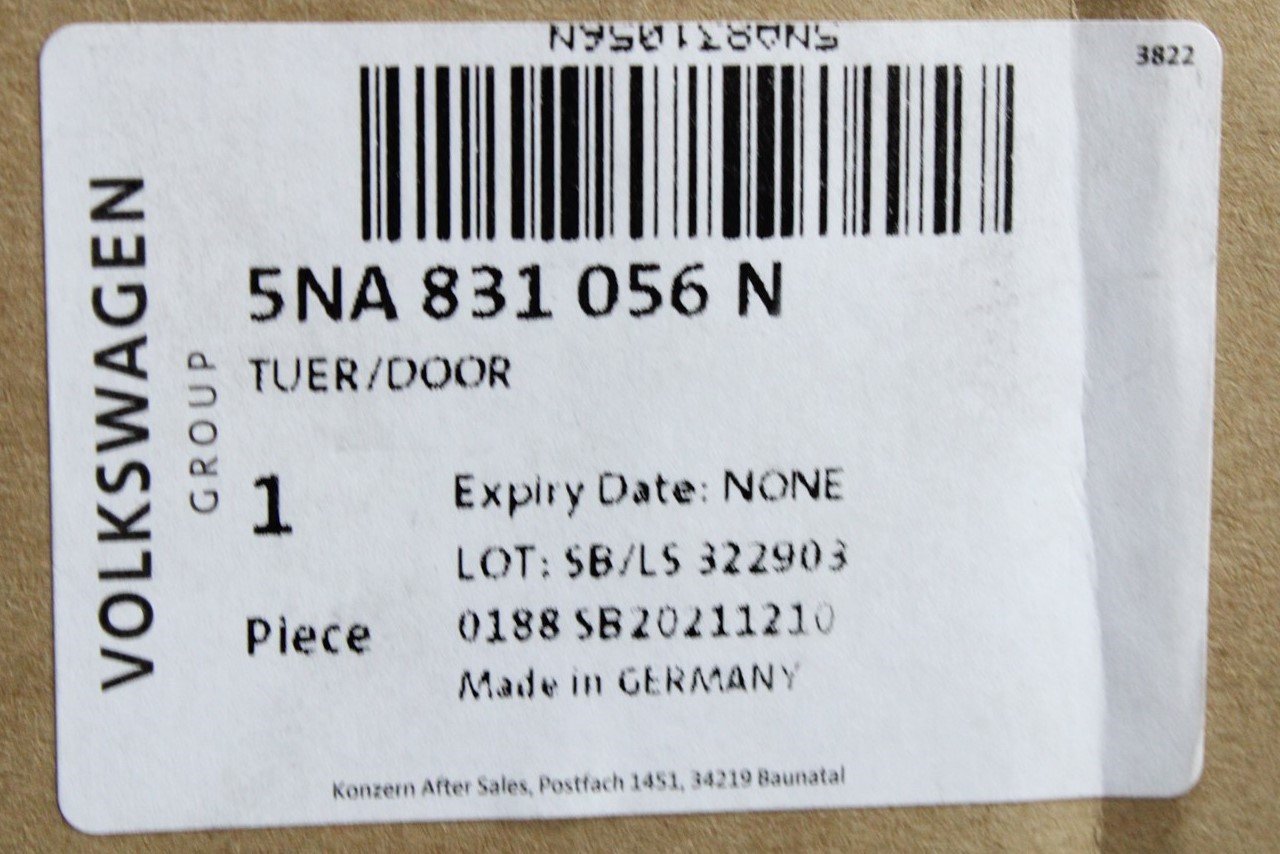 5NA831056N
3822
VOLKSWAGEN
GROUP
5NA 831 056 N
TUER/DOOR
1
Piece
Expiry Date: NONE
LOT: SB/LS 322903
0188 SB20211210
Made in GERMANY
Konzern After Sales, Postfach 1451, 34219 Baunatal